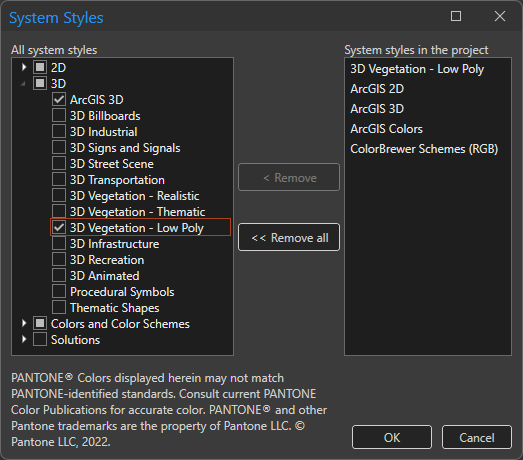 System Styles
All system styles
2D
3D
ArcGIS 3D
3D Billboards
3D Industrial
3D Signs and Signals
3D Street Scene
3D Transportation
3D Vegetation - Realistic
3D Vegetation - Thematic
3D Vegetation - Low Poly
3D Infrastructure
3D Recreation
3D Animated
Procedural Symbols
Thematic Shapes
Colors and Color Schemes
Solutions
< Remove
<< Remove all
System styles in the project
3D Vegetation - Low Poly
ArcGIS 2D
ArcGIS 3D
ArcGIS Colors
ColorBrewer Schemes (RGB)
PANTONE® Colors displayed herein may not match
PANTONE-identified standards. Consult current PANTONE
Color Publications for accurate color. PANTONE® and other
Pantone trademarks are the property of Pantone LLC. ©
Pantone LLC, 2022.
OK
Cancel